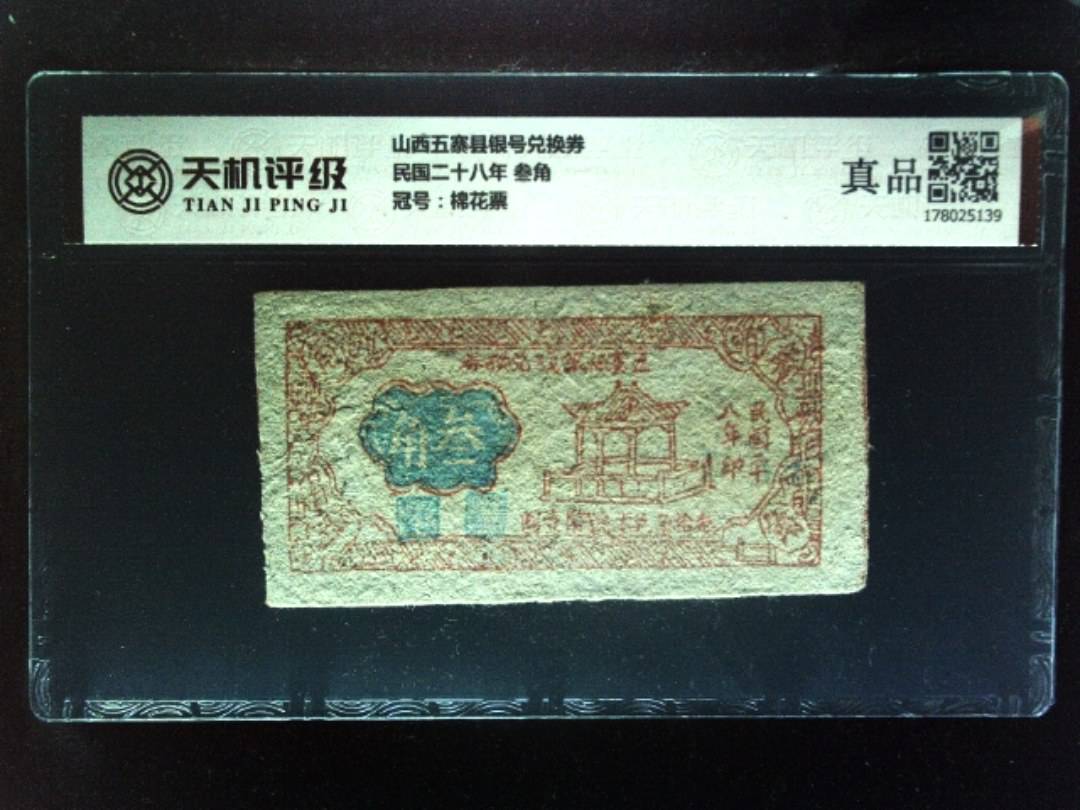 天机评级
TIAN JI PING JI
山西五寨县银号兑换券
民国二十八年 叁角
冠号：棉花票
真品
178025139
叁角
民国二十
八年印